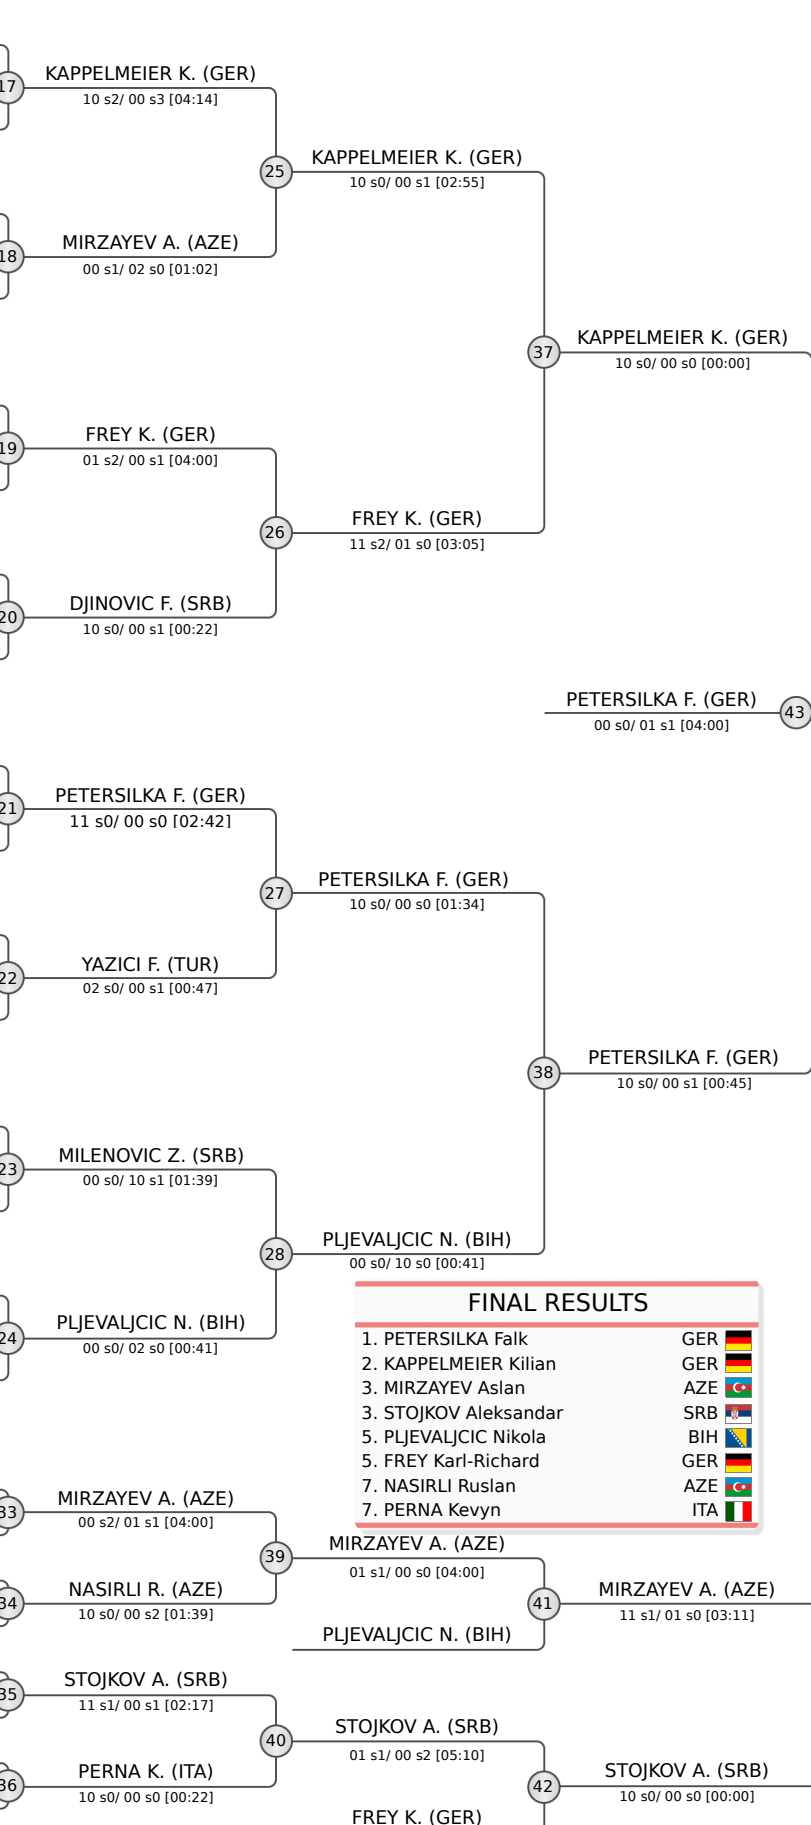 KAPPELMEIER K. (GER)
17
10 s2/ 00 s3 [04:14]
KAPPELMEIER K. (GER)
25
10 s0/ 00 s1 [02:55]
MIRZAYEV A. (AZE)
18
00 s1/ 02 s0 [01:02]
KAPPELMEIER K. (GER)
37
10 s0/ 00 s0 [00:00]
FREY K. (GER)
19
01 s2/ 00 s1 [04:00]
FREY K. (GER)
26
11 s2/ 01 s0 [03:05]
DJINOVIC F. (SRB)
20
10 s0/ 00 s1 [00:22]
PETERSILKA F. (GER)
43
00 s0/ 01 s1 [04:00]
PETERSILKA F. (GER)
21
11 s0/ 00 s0 [02:42]
PETERSILKA F. (GER)
27
10 s0/ 00 s0 [01:34]
YAZICI F. (TUR)
22
02 s0/ 00 s1 [00:47]
PETERSILKA F. (GER)
38
10 s0/ 00 s1 [00:45]
MILENOVIC Z. (SRB)
23
00 s0/ 10 s1 [01:39]
PLJEVALJCIC N. (BIH)
28
00 s0/ 10 s0 [00:41]
PLJEVALJCIC N. (BIH)
24
00 s0/ 02 s0 [00:41]
FINAL RESULTS
1. PETERSILKA Falk GER
2. KAPPELMEIER Kilian GER
3. MIRZAYEV Aslan AZE
3. STOJKOV Aleksandar SRB
5. PLJEVALJCIC Nikola BIH
5. FREY Karl-Richard GER
7. NASIRLI Ruslan AZE
7. PERNA Kevyn ITA
MIRZAYEV A. (AZE)
33
00 s2/ 01 s1 [04:00]
MIRZAYEV A. (AZE)
39
01 s1/ 00 s0 [04:00]
NASIRLI R. (AZE)
34
10 s0/ 00 s2 [01:39]
MIRZAYEV A. (AZE)
41
11 s1/ 01 s0 [03:11]
PLJEVALJCIC N. (BIH)
STOJKOV A. (SRB)
35
11 s1/ 00 s1 [02:17]
STOJKOV A. (SRB)
40
01 s1/ 00 s2 [05:10]
PERNA K. (ITA)
36
10 s0/ 00 s0 [00:22]
STOJKOV A. (SRB)
42
10 s0/ 00 s0 [00:00]
FREY K. (GER)